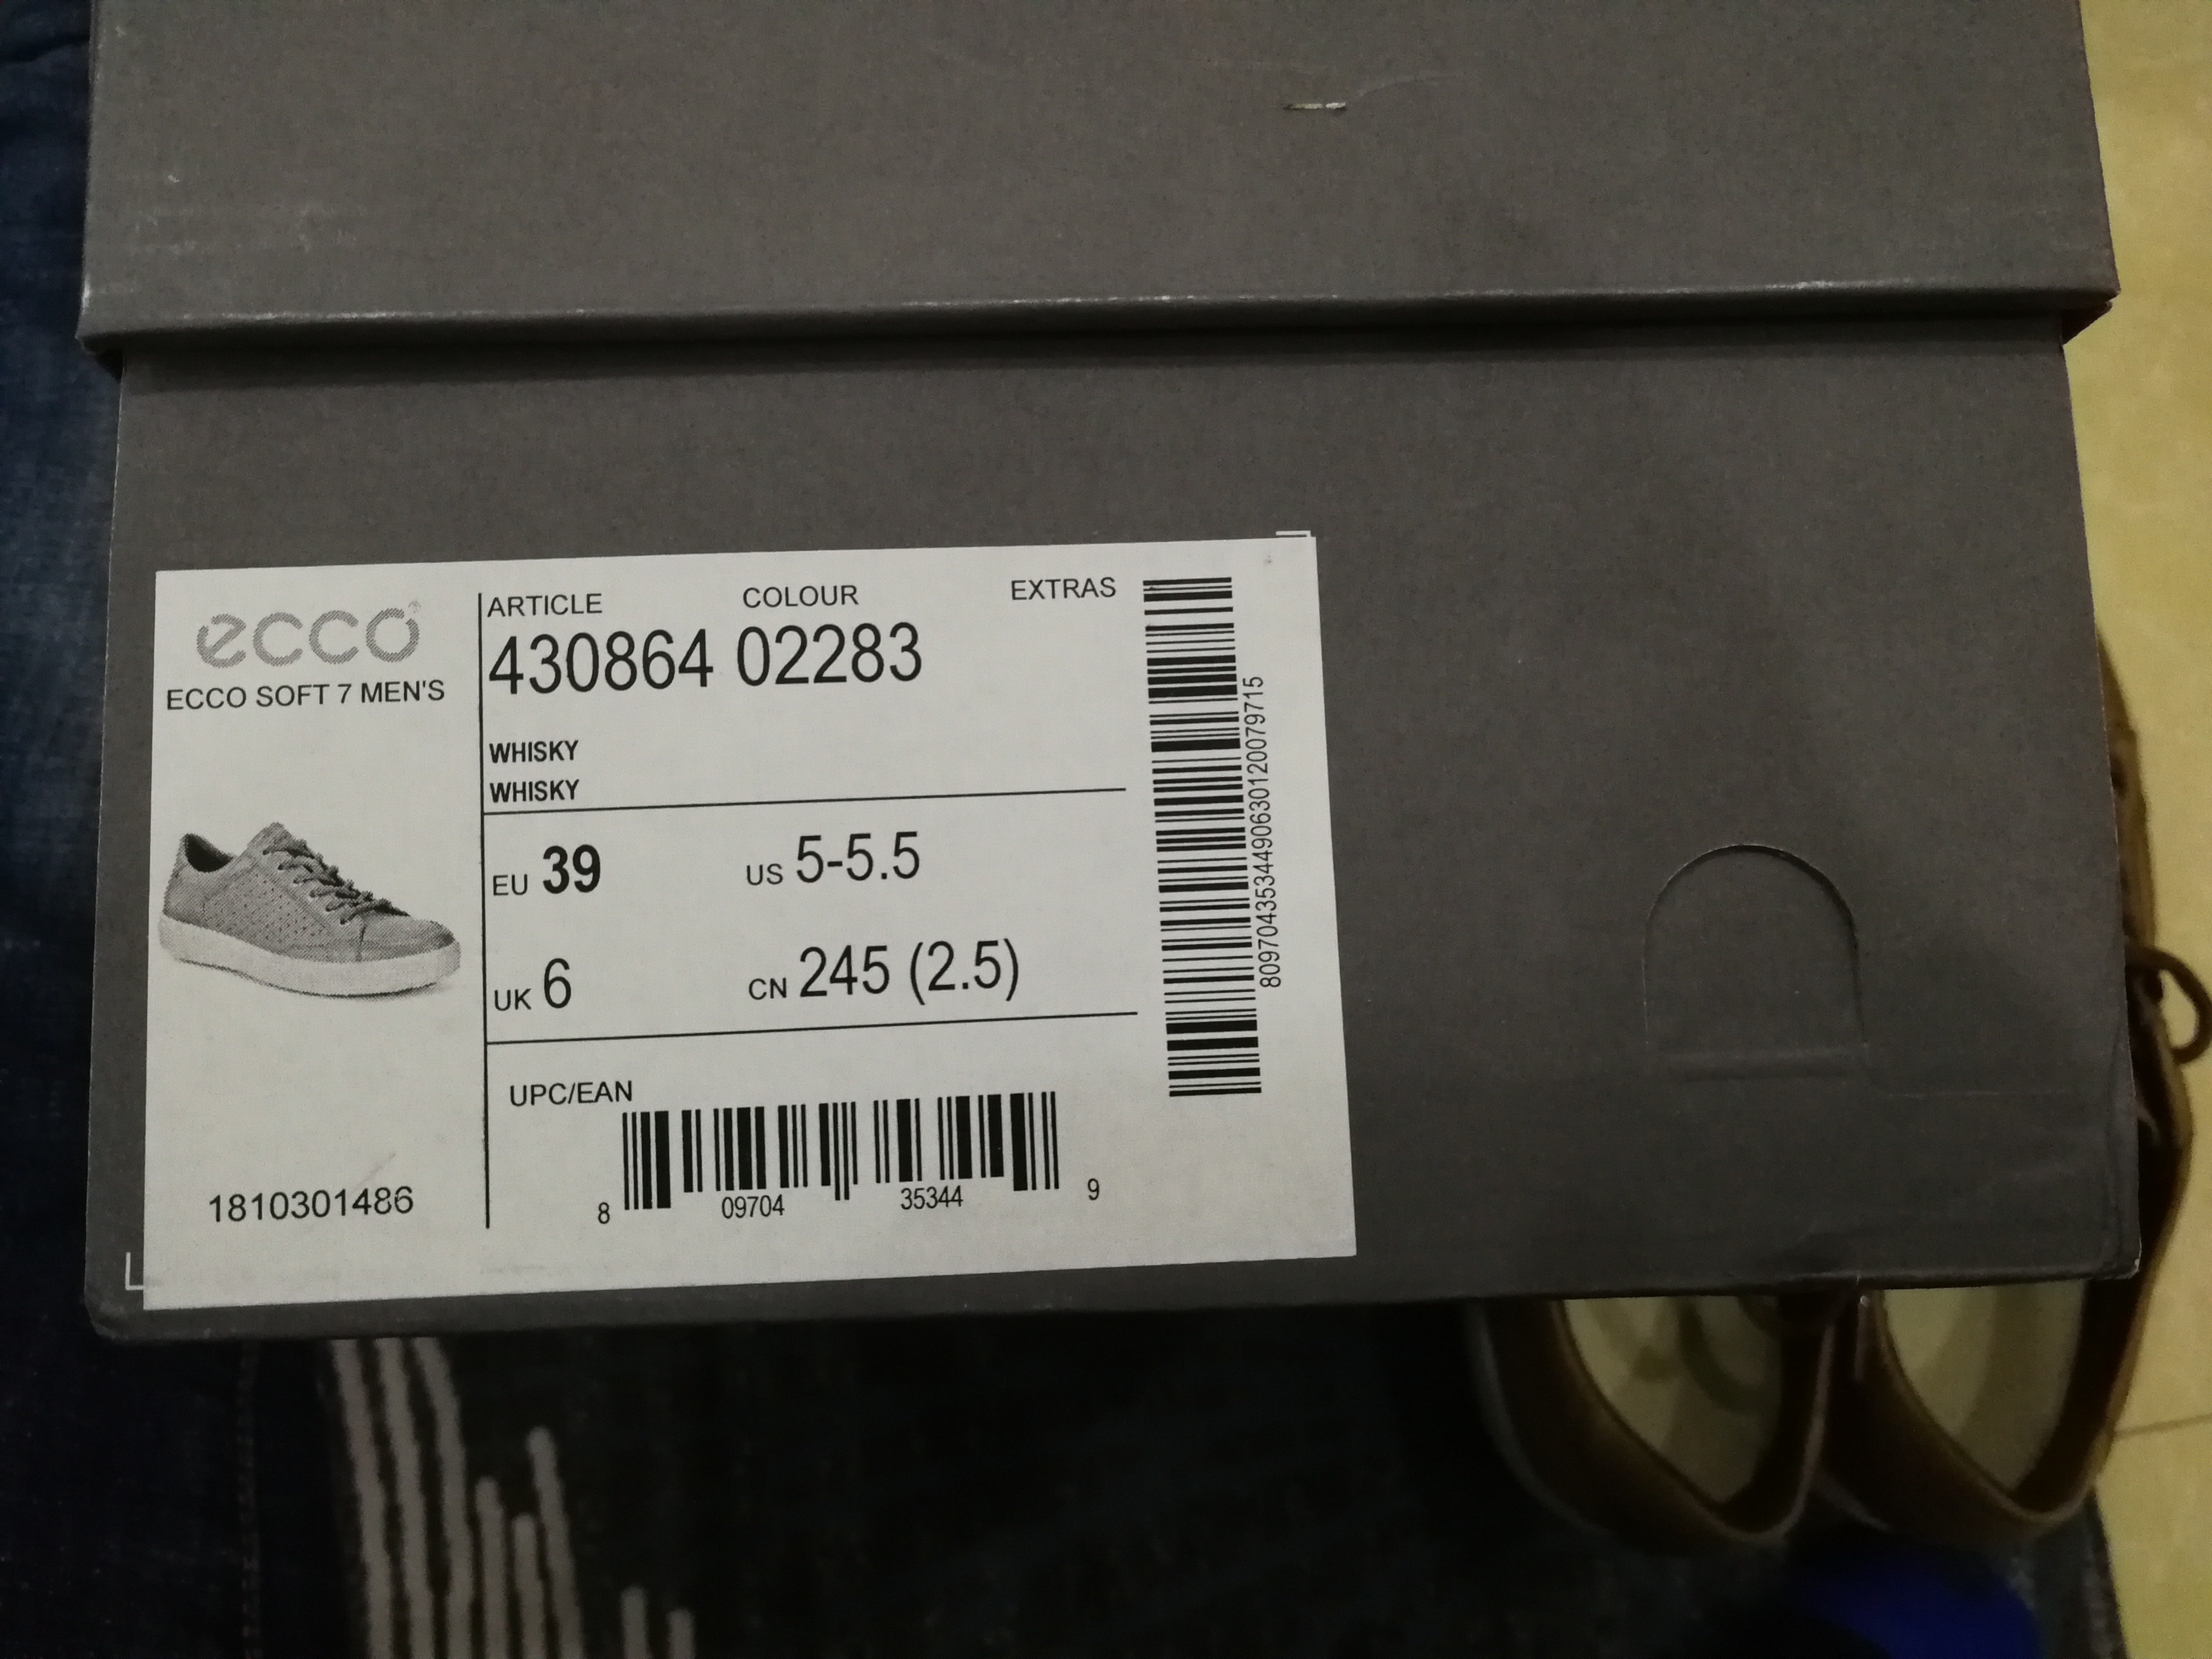 ecco
ECCO SOFT 7 MEN'S
1810301486
ARTICLE COLOUR EXTRAS
430864 02283
WHISKY
WHISKY
EU 39 US 5-5.5
UK 6 CN 245 (2.5)
UPC/EAN
8 09704 35344 9
8097043534490630120079715